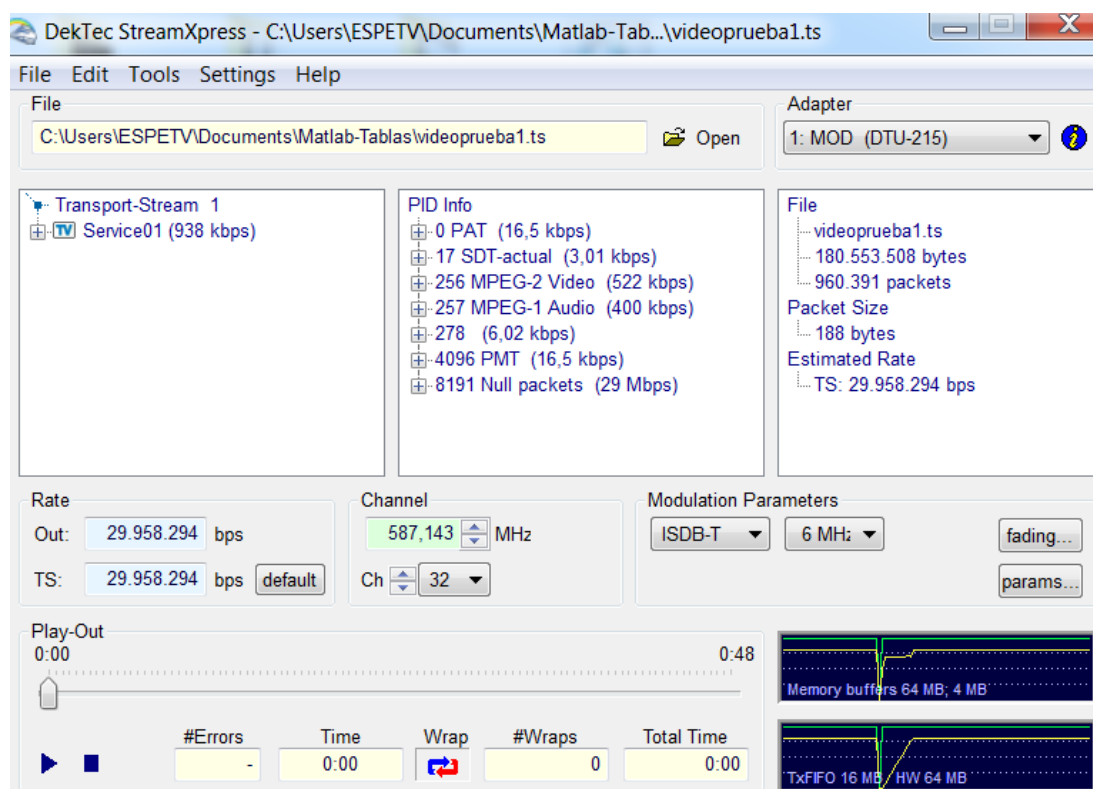 DekTec StreamXpress - C:\Users\ESPETV\Documents\Matlab-Tab...\videoprueba1.ts
File Edit Tools Settings Help
File
C:\Users\ESPETV\Documents\Matlab-Tablas\videoprueba1.ts
Open
Adapter
1: MOD (DTU-215)
Transport-Stream 1
TV Service01 (938 kbps)
PID Info
0 PAT (16,5 kbps)
17 SDT-actual (3,01 kbps)
256 MPEG-2 Video (522 kbps)
257 MPEG-1 Audio (400 kbps)
278 (6,02 kbps)
4096 PMT (16,5 kbps)
8191 Null packets (29 Mbps)
File
videoprueba1.ts
180.553.508 bytes
960.391 packets
Packet Size
188 bytes
Estimated Rate
TS: 29.958.294 bps
Rate
Out: 29.958.294 bps
TS: 29.958.294 bps default
Channel
587,143 MHz
Ch 32
Modulation Parameters
ISDB-T 6 MHz fading...
params...
Play-Out
0:00 0:48
#Errors Time Wrap #Wraps Total Time
- 0:00 0 0:00
Memory buffers 64 MB; 4 MB
TxFIFO 16 MB / HW 64 MB